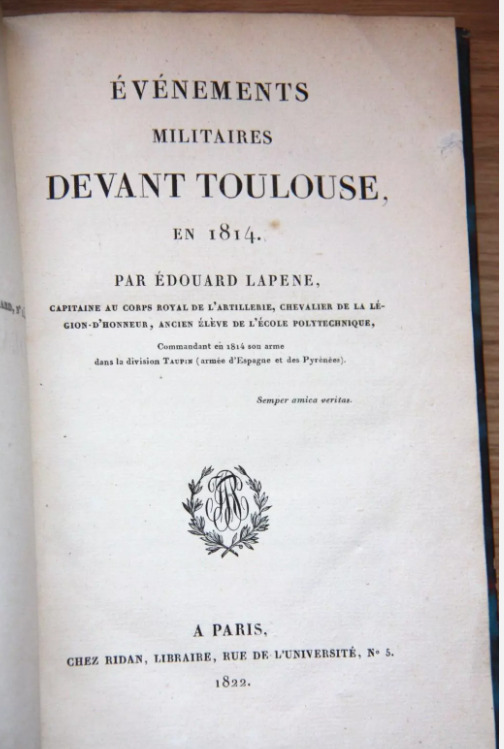 ÉVÉNEMENTS
MILITAIRES
DEVANT TOULOUSE,
EN 1814.
PAR ÉDOUARD LAPENE,
CAPITAINE AU CORPS ROYAL DE L'ARTILLERIE, CHEVALIER DE LA LÉ-
GION-D'HONNEUR, ANCIEN ÉLÈVE DE L'ÉCOLE POLYTECHNIQUE,
Commandant en 1814 son arme
dans la division TAUPIN (armée d'Espagne et des Pyrénées).
Semper amica veritas.
A PARIS,
CHEZ RIDAN, LIBRAIRE, RUE DE L'UNIVERSITÉ, No 5.
1822.